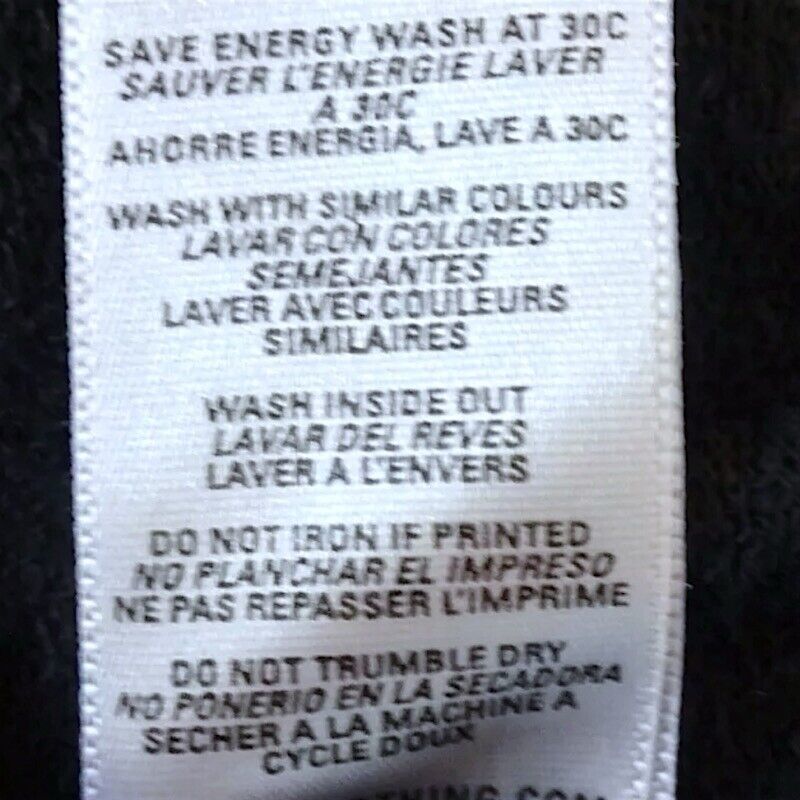 SAVE ENERGY WASH AT 30C
SAUVER L'ENERGIE LAVER
A 30C
AHORRE ENERGIA, LAVE A 30C
WASH WITH SIMILAR COLOURS
LAVAR CON COLORES
SEMEJANTES
LAVER AVEC COULEURS
SIMILAIRES
WASH INSIDE OUT
LAVAR DEL REVES
LAVER A L'ENVERS
DO NOT IRON IF PRINTED
NO PLANCHAR EL IMPRESO
NE PAS REPASSER L'IMPRIME
DO NOT TRUMBLE DRY
NO PONERIO EN LA SECADORA
SECHER A LA MACHINE A
CYCLE DOUX